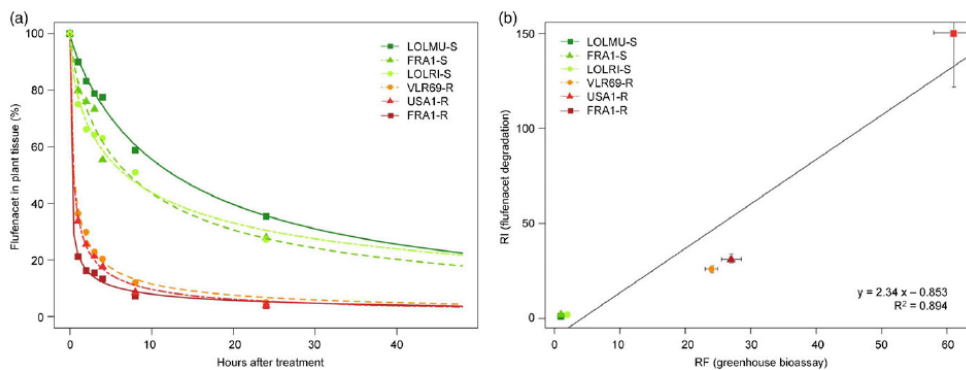 (a)
100
80
60
40
20
0
Flufenacet in plant tissue (%)
LOLMU-S
FRA1-S
LOLRI-S
VLR69-R
USA1-R
FRA1-R
0
10
20
30
40
Hours after treatment
(b)
150
100
50
0
RI (flufenacet degradation)
LOLMU-S
FRA1-S
LOLRI-S
VLR69-R
USA1-R
FRA1-R
y = 2.34 x – 0.853
R² = 0.894
0
10
20
30
40
50
60
RF (greenhouse bioassay)